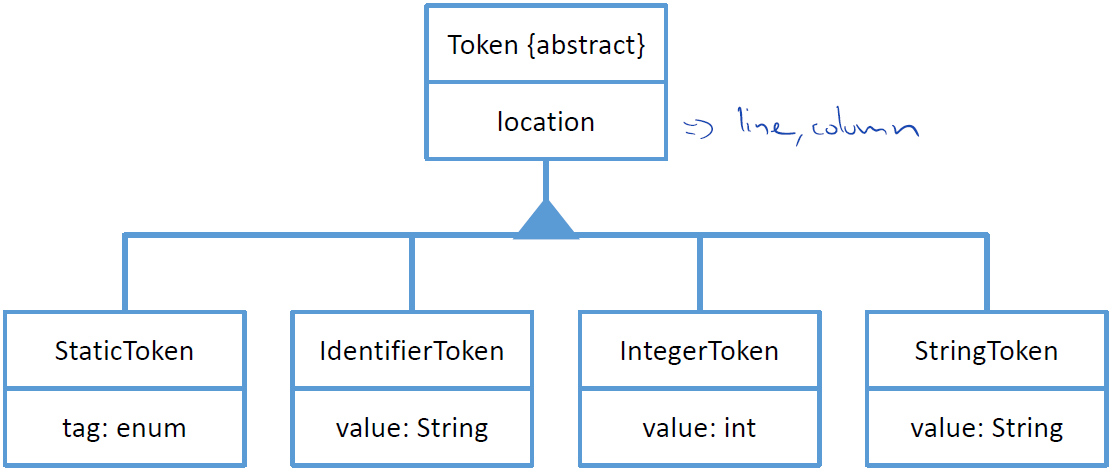 Token {abstract}
location ⇒ line, column
StaticToken
tag: enum
IdentifierToken
value: String
IntegerToken
value: int
StringToken
value: String